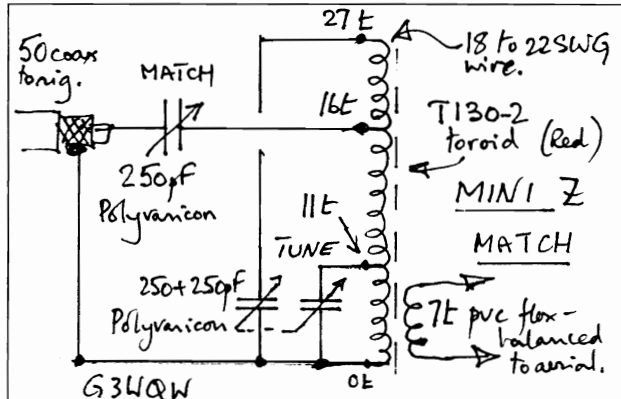 50 coax
to rig.
MATCH
250pF
Polyvaricon
27t
16t
11t
0t
TUNE
250+250pF
Polyvaricon
18 to 22SWG
wire.
T130-2
toroid (Red)
MINI Z
MATCH
7t pvc flex-
balanced
to aerial.
G3WQW